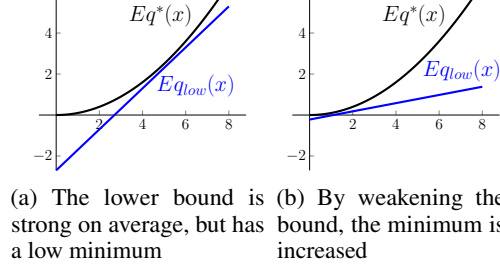 Eq*(x)
Eq_low(x)
4
2
−2
2
4
6
8
Eq*(x)
Eq_low(x)
4
2
−2
2
4
6
8
(a) The lower bound is
strong on average, but has
a low minimum
(b) By weakening the
bound, the minimum is
increased